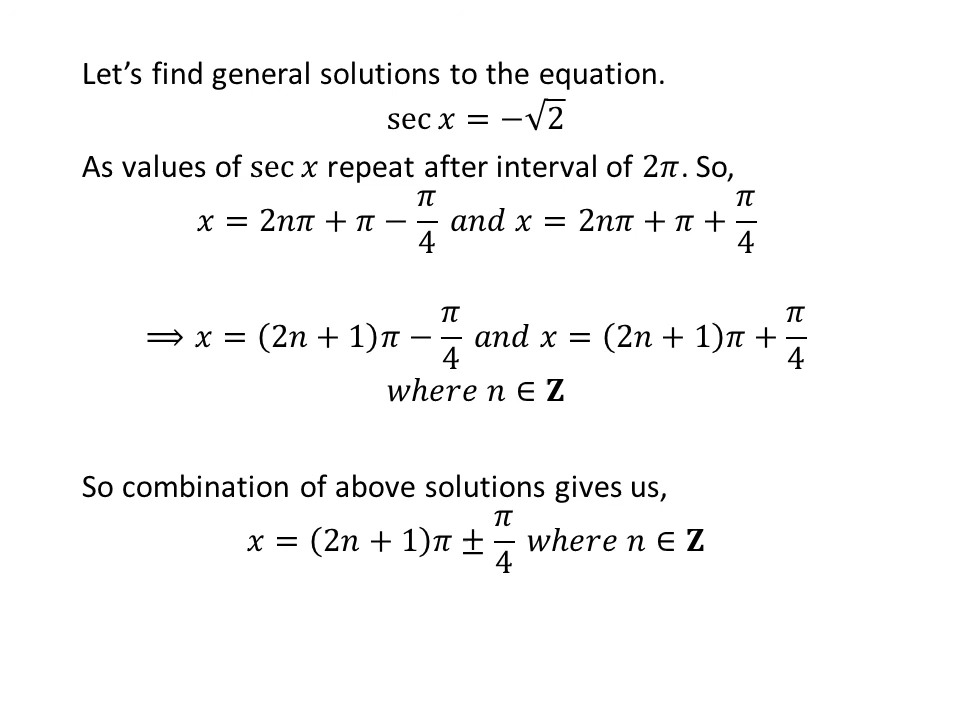 Let’s find general solutions to the equation.
sec 𝑥 = −√2
As values of sec 𝑥 repeat after interval of 2𝜋. So,
𝑥 = 2𝑛𝜋 + 𝜋 − 𝜋/4 𝑎𝑛𝑑 𝑥 = 2𝑛𝜋 + 𝜋 + 𝜋/4
⟹ 𝑥 = (2𝑛 + 1)𝜋 − 𝜋/4 𝑎𝑛𝑑 𝑥 = (2𝑛 + 1)𝜋 + 𝜋/4
𝑤ℎ𝑒𝑟𝑒 𝑛 ∈ 𝐙
So combination of above solutions gives us,
𝑥 = (2𝑛 + 1)𝜋 ± 𝜋/4 𝑤ℎ𝑒𝑟𝑒 𝑛 ∈ 𝐙